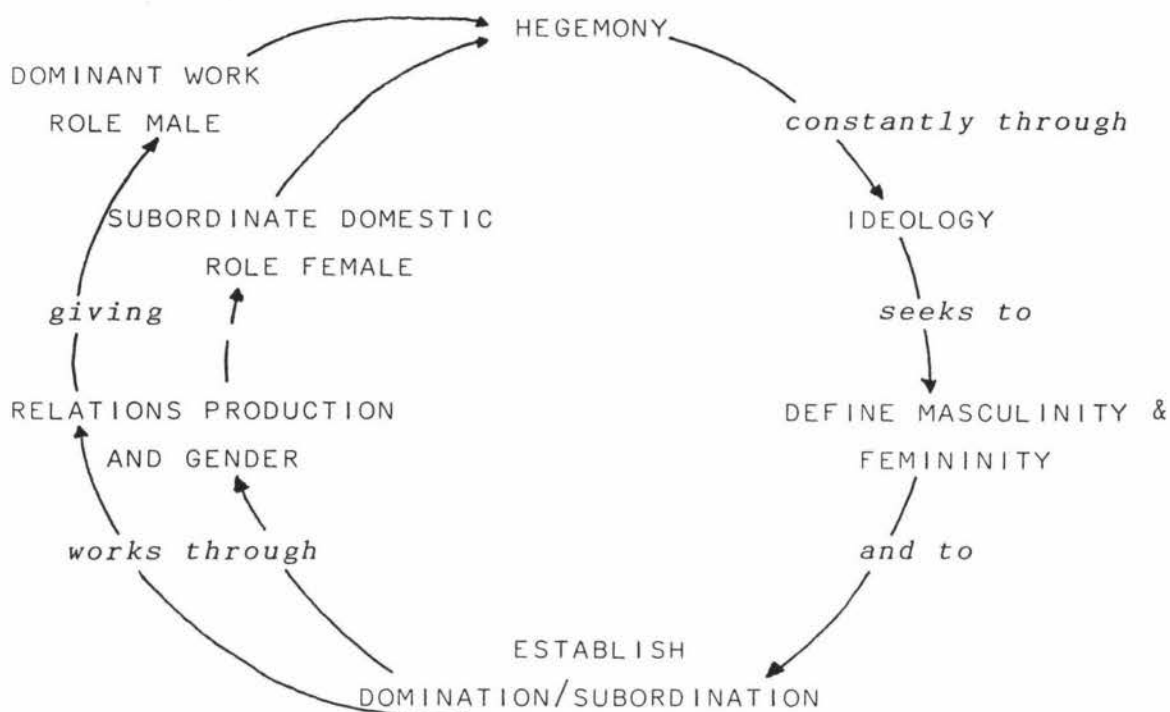 HEGEMONY
DOMINANT WORK
ROLE MALE
constantly through
SUBORDINATE DOMESTIC
ROLE FEMALE
IDEOLOGY
giving
seeks to
RELATIONS PRODUCTION
AND GENDER
DEFINE MASCULINITY &
FEMININITY
works through
and to
ESTABLISH
DOMINATION/SUBORDINATION